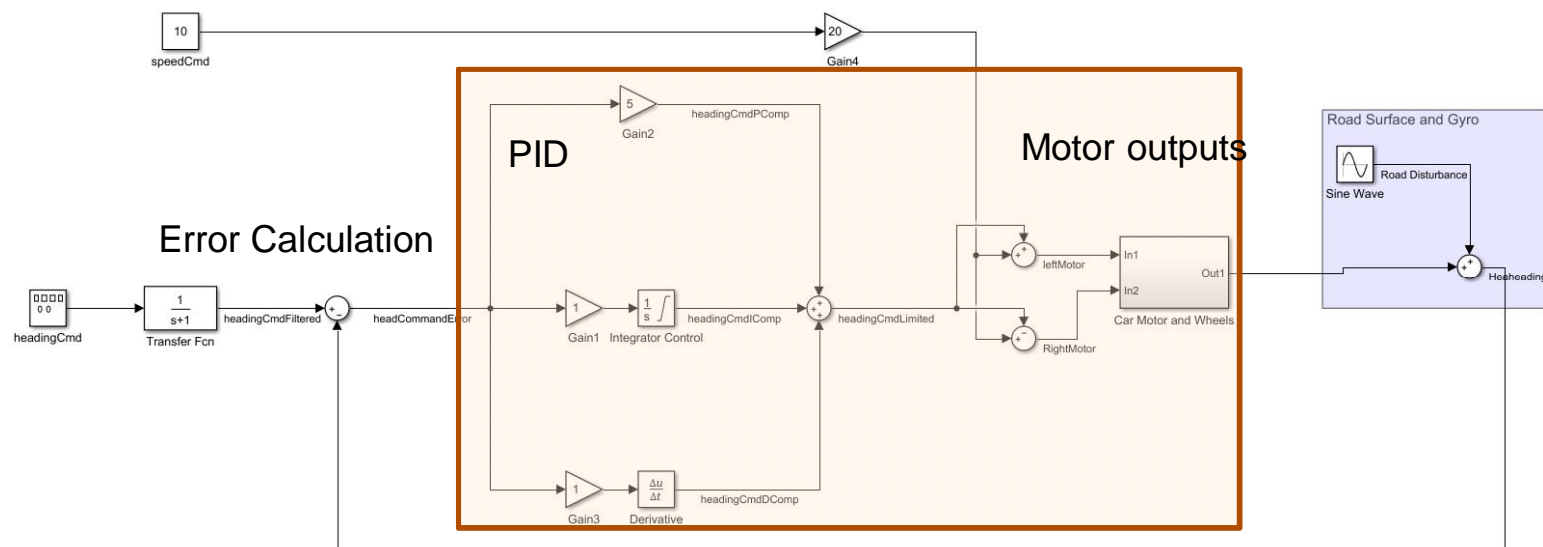 10
speedCmd
20
Gain4
5
Gain2
headingCmdPComp
PID
Motor outputs
Road Surface and Gyro
Road Disturbance
Sine Wave
Error Calculation
headingCmd
1
s+1
Transfer Fcn
headingCmdFiltered
headCommandError
1
Gain1
1
s
Integrator Control
headingCmdIComp
headingCmdLimited
leftMotor
RightMotor
In1
In2
Out1
Car Motor and Wheels
1
Gain3
Δu
Δt
Derivative
headingCmdDComp